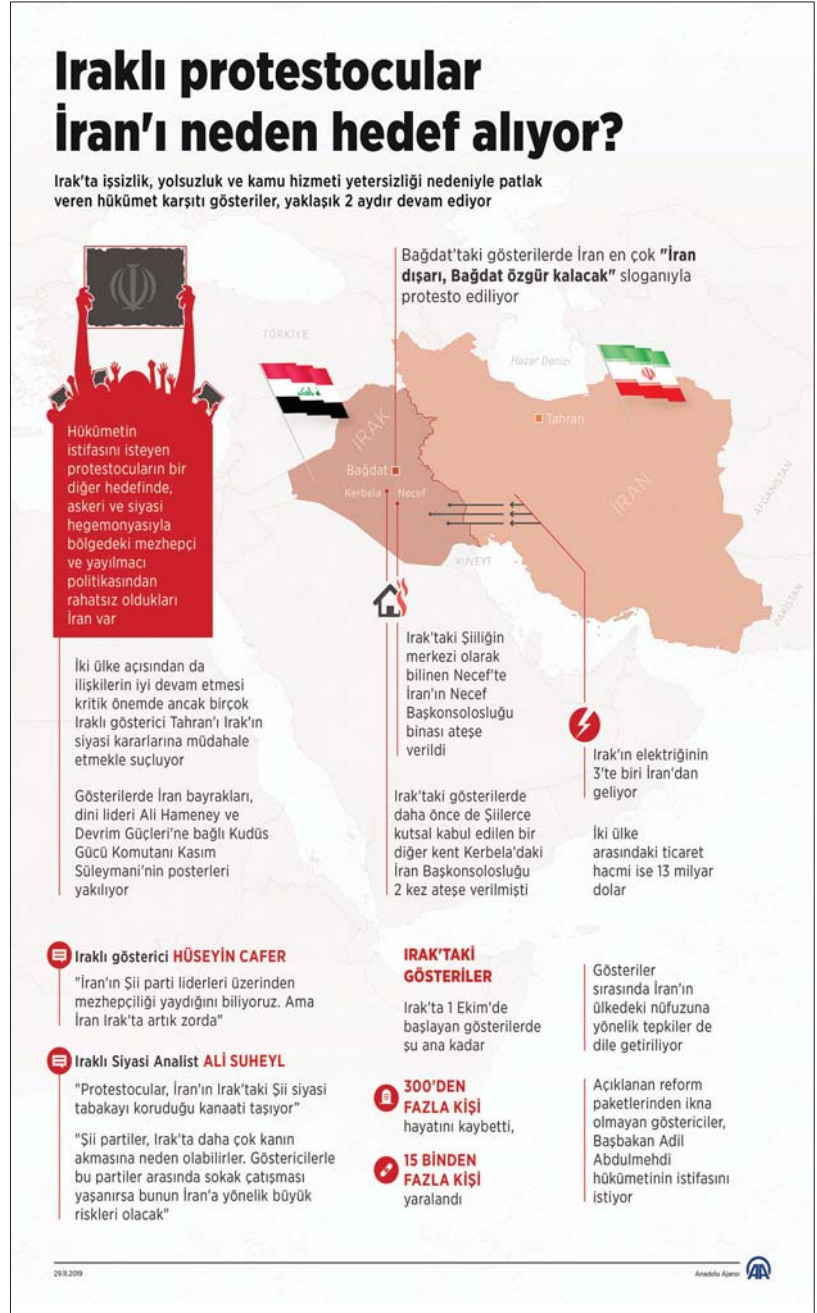 Iraklı protestocular
İran'ı neden hedef alıyor?
Irak'ta işsizlik, yolsuzluk ve kamu hizmeti yetersizliği nedeniyle patlak
veren hükümet karşıtı gösteriler, yaklaşık 2 aydır devam ediyor
Bağdat'taki gösterilerde İran en çok "İran
dışarı, Bağdat özgür kalacak" sloganıyla
protesto ediliyor
TÜRKİYE
Hazar Denizi
IRAK
Bağdat
Kerbela
Necef
Tahran
İRAN
KUVEYT
AFGANİSTAN
PAKİSTAN
Hükümetin
istifasını isteyen
protestocuların bir
diğer hedefinde,
askeri ve siyasi
hegemonyasıyla
bölgedeki mezhepçi
ve yayılmacı
politikasından
rahatsız oldukları
İran var
İki ülke açısından da
ilişkilerin iyi devam etmesi
kritik önemde ancak birçok
Iraklı gösterici Tahran'ı Irak'ın
siyasi kararlarına müdahale
etmekle suçluyor
Gösterilerde İran bayrakları,
dini lideri Ali Hameney ve
Devrim Güçleri'ne bağlı Kudüs
Gücü Komutanı Kasım
Süleymani'nin posterleri
yakılıyor
Irak'taki Şiiliğin
merkezi olarak
bilinen Necef'te
İran'ın Necef
Başkonsolosluğu
binası ateşe
verildi
Irak'taki gösterilerde
daha önce de Şiilerce
kutsal kabul edilen bir
diğer kent Kerbela'daki
İran Başkonsolosluğu
2 kez ateşe verilmişti
Irak'ın elektriğinin
3'te biri İran'dan
geliyor
İki ülke
arasındaki ticaret
hacmi ise 13 milyar
dolar
Iraklı gösterici HÜSEYİN CAFER
"İran'ın Şii parti liderleri üzerinden
mezhepçiliği yaydığını biliyoruz. Ama
İran Irak'ta artık zorda"
Iraklı Siyasi Analist ALİ SUHEYL
"Protestocular, İran'ın Irak'taki Şii siyasi
tabakayı koruduğu kanaati taşıyor"
"Şii partiler, Irak'ta daha çok kanın
akmasına neden olabilirler. Göstericilerle
bu partiler arasında sokak çatışması
yaşanırsa bunun İran'a yönelik büyük
riskleri olacak"
IRAK'TAKİ
GÖSTERİLER
Irak'ta 1 Ekim'de
başlayan gösterilerde
şu ana kadar
300'DEN
FAZLA KİŞİ
hayatını kaybetti,
15 BİNDEN
FAZLA KİŞİ
yaralandı
Gösteriler
sırasında İran'ın
ülkedeki nüfuzuna
yönelik tepkiler de
dile getiriliyor
Açıklanan reform
paketlerinden ikna
olmayan göstericiler,
Başbakan Adil
Abdulmehdi
hükümetinin istifasını
istiyor
29.11.2019
Anadolu Ajansı
AA